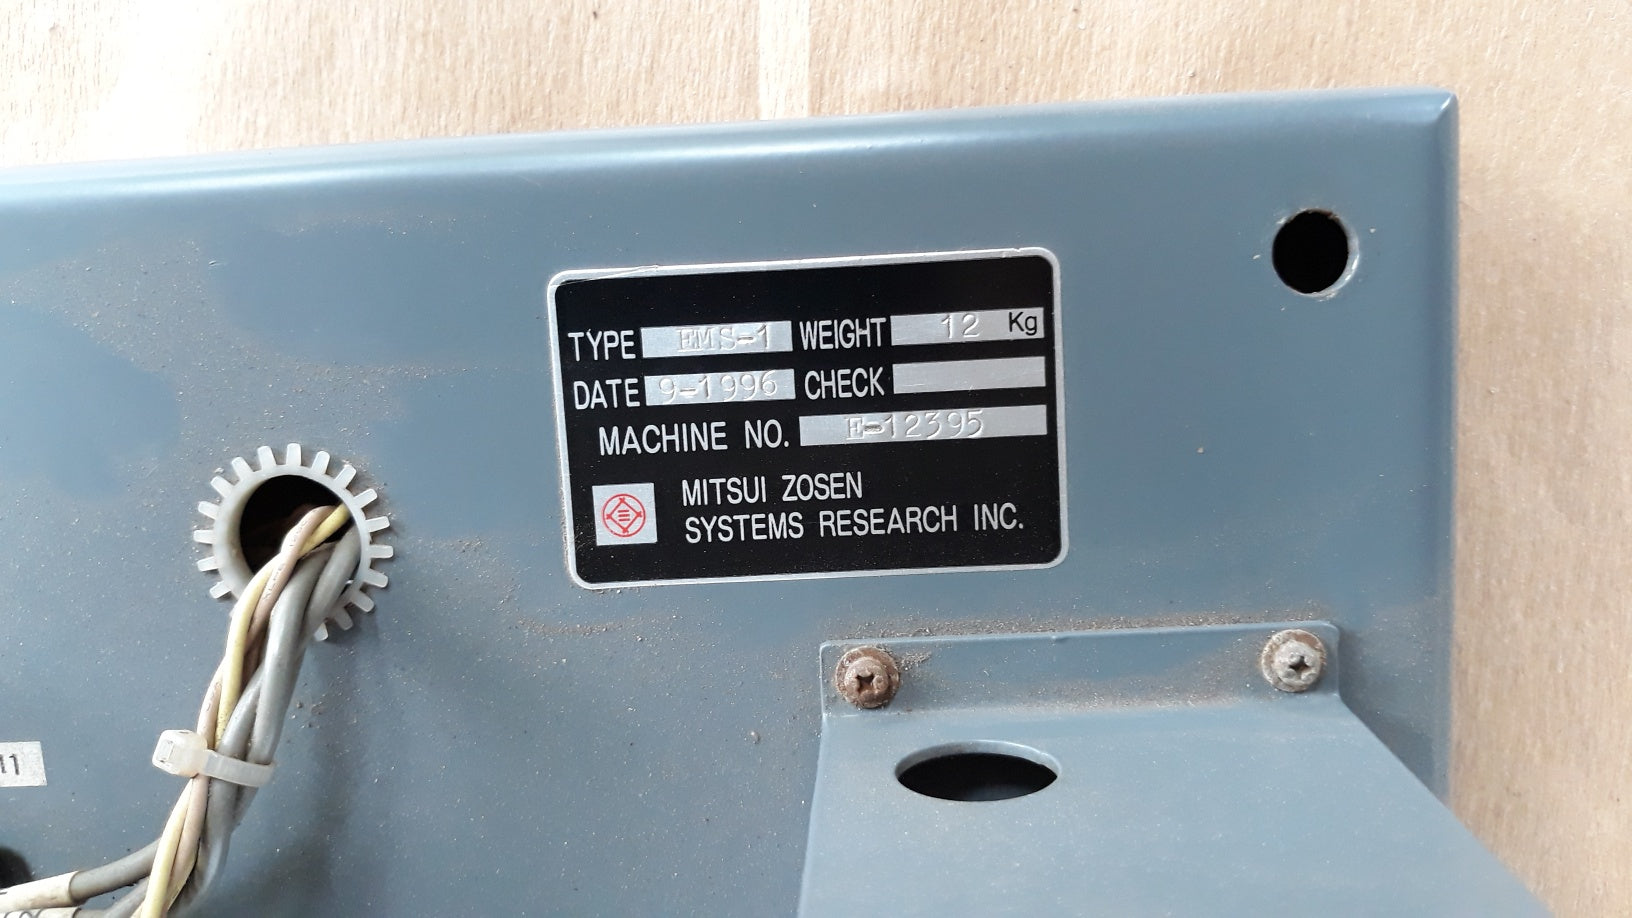 TYPE EMS-1 WEIGHT 12 Kg
DATE 9-1996 CHECK
MACHINE NO. E-12395
MITSUI ZOSEN
SYSTEMS RESEARCH INC.